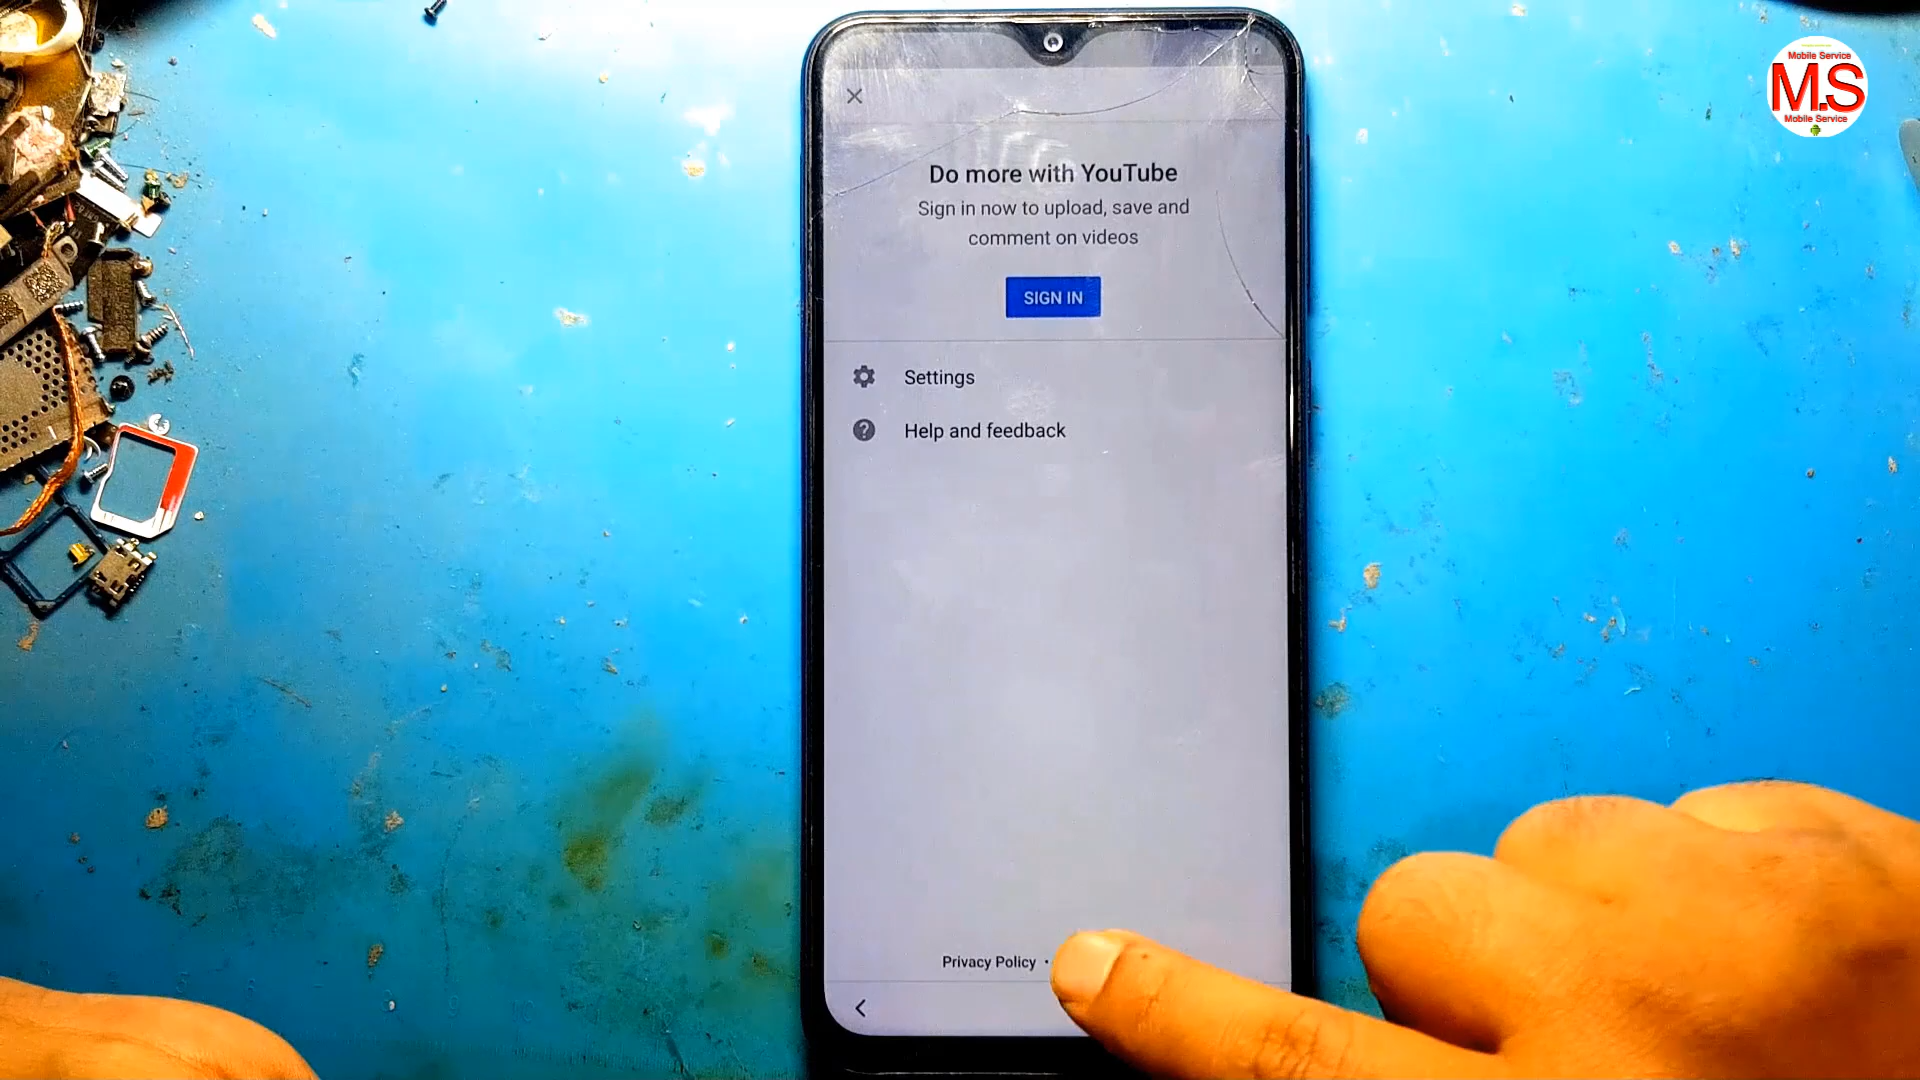 Mobile Service
M.S
Mobile Service
Do more with YouTube
Sign in now to upload, save and
comment on videos
SIGN IN
Settings
Help and feedback
Privacy Policy •